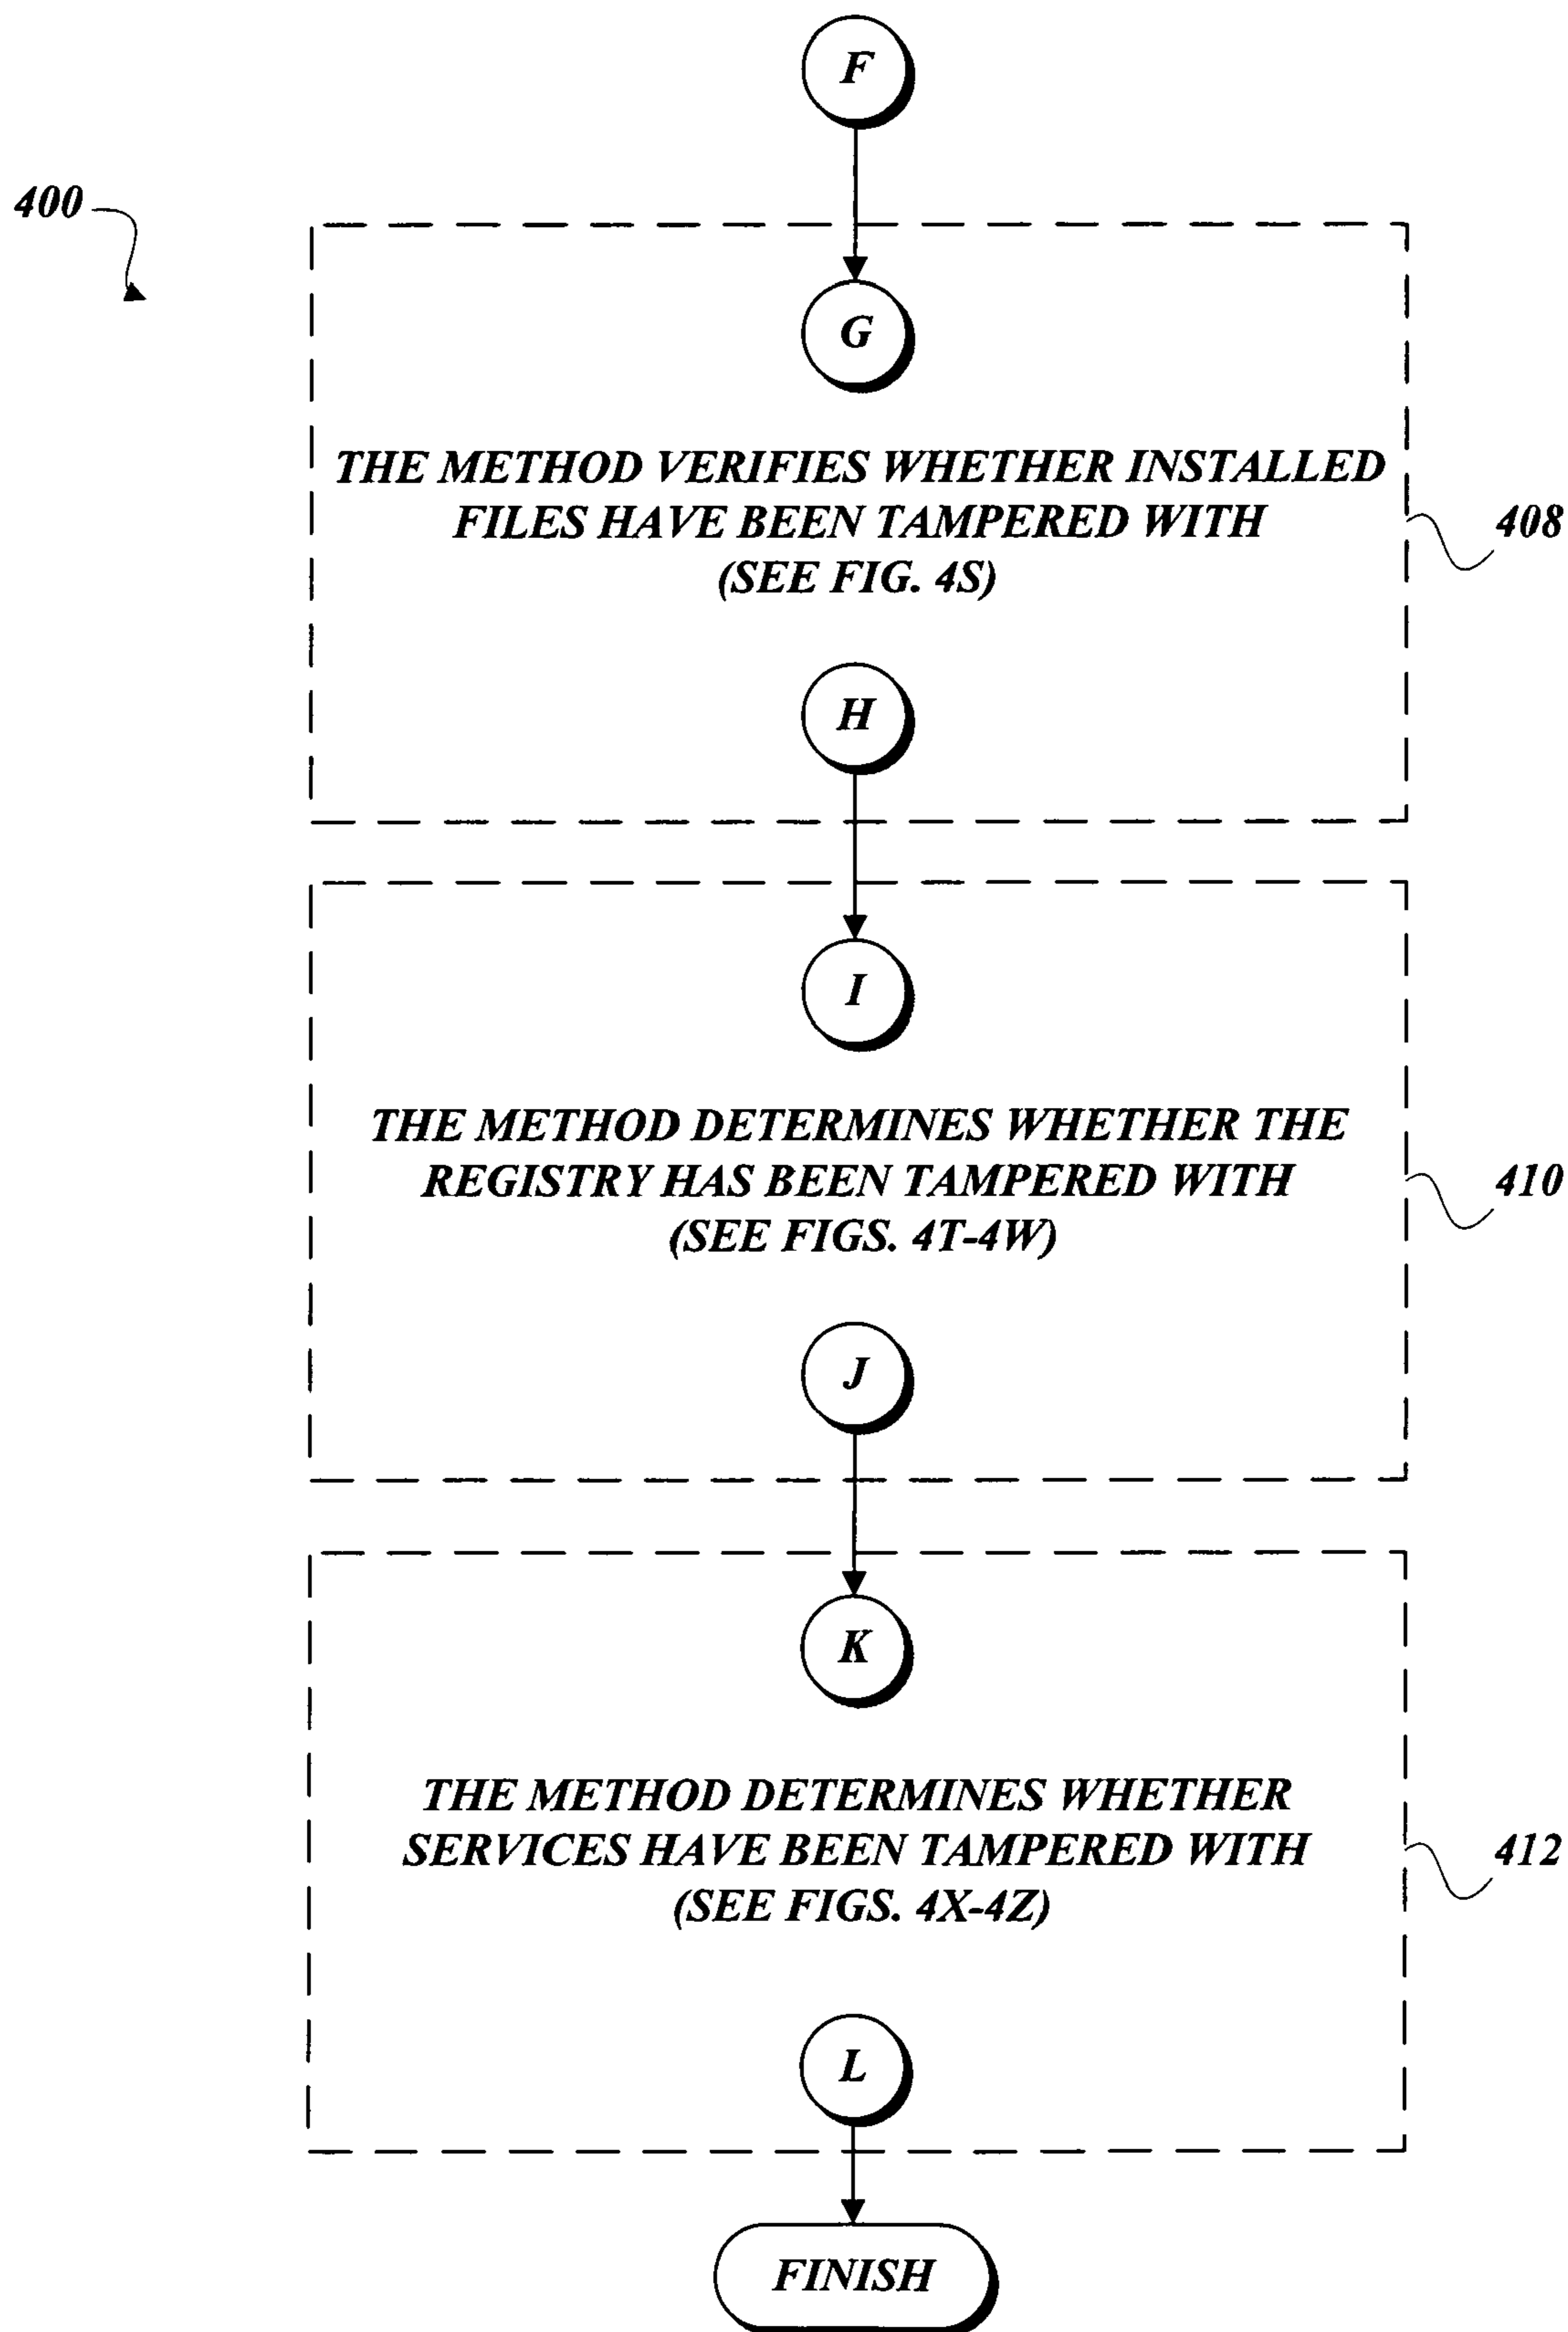 F
400
G
THE METHOD VERIFIES WHETHER INSTALLED
FILES HAVE BEEN TAMPERED WITH
(SEE FIG. 4S)
408
H
I
THE METHOD DETERMINES WHETHER THE
REGISTRY HAS BEEN TAMPERED WITH
(SEE FIGS. 4T-4W)
410
J
K
THE METHOD DETERMINES WHETHER
SERVICES HAVE BEEN TAMPERED WITH
(SEE FIGS. 4X-4Z)
412
L
FINISH